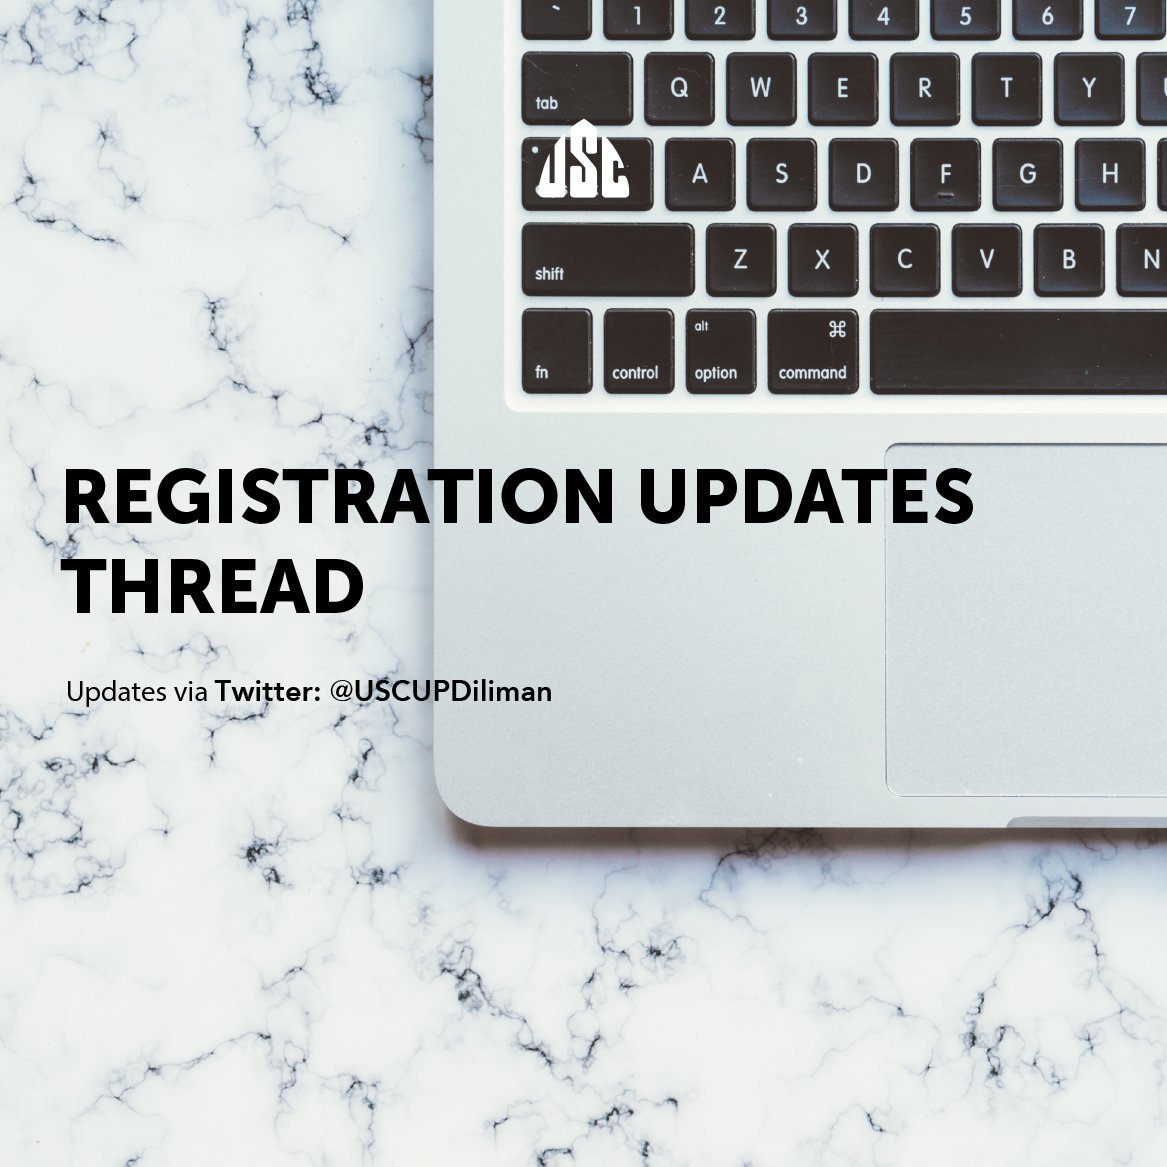 ` 1 2 3 4 5 6 7
tab Q W E R T Y
USC A S D F G H
shift Z X C V B N
alt ⌘
fn control option command
REGISTRATION UPDATES
THREAD
Updates via Twitter: @USCUPDiliman